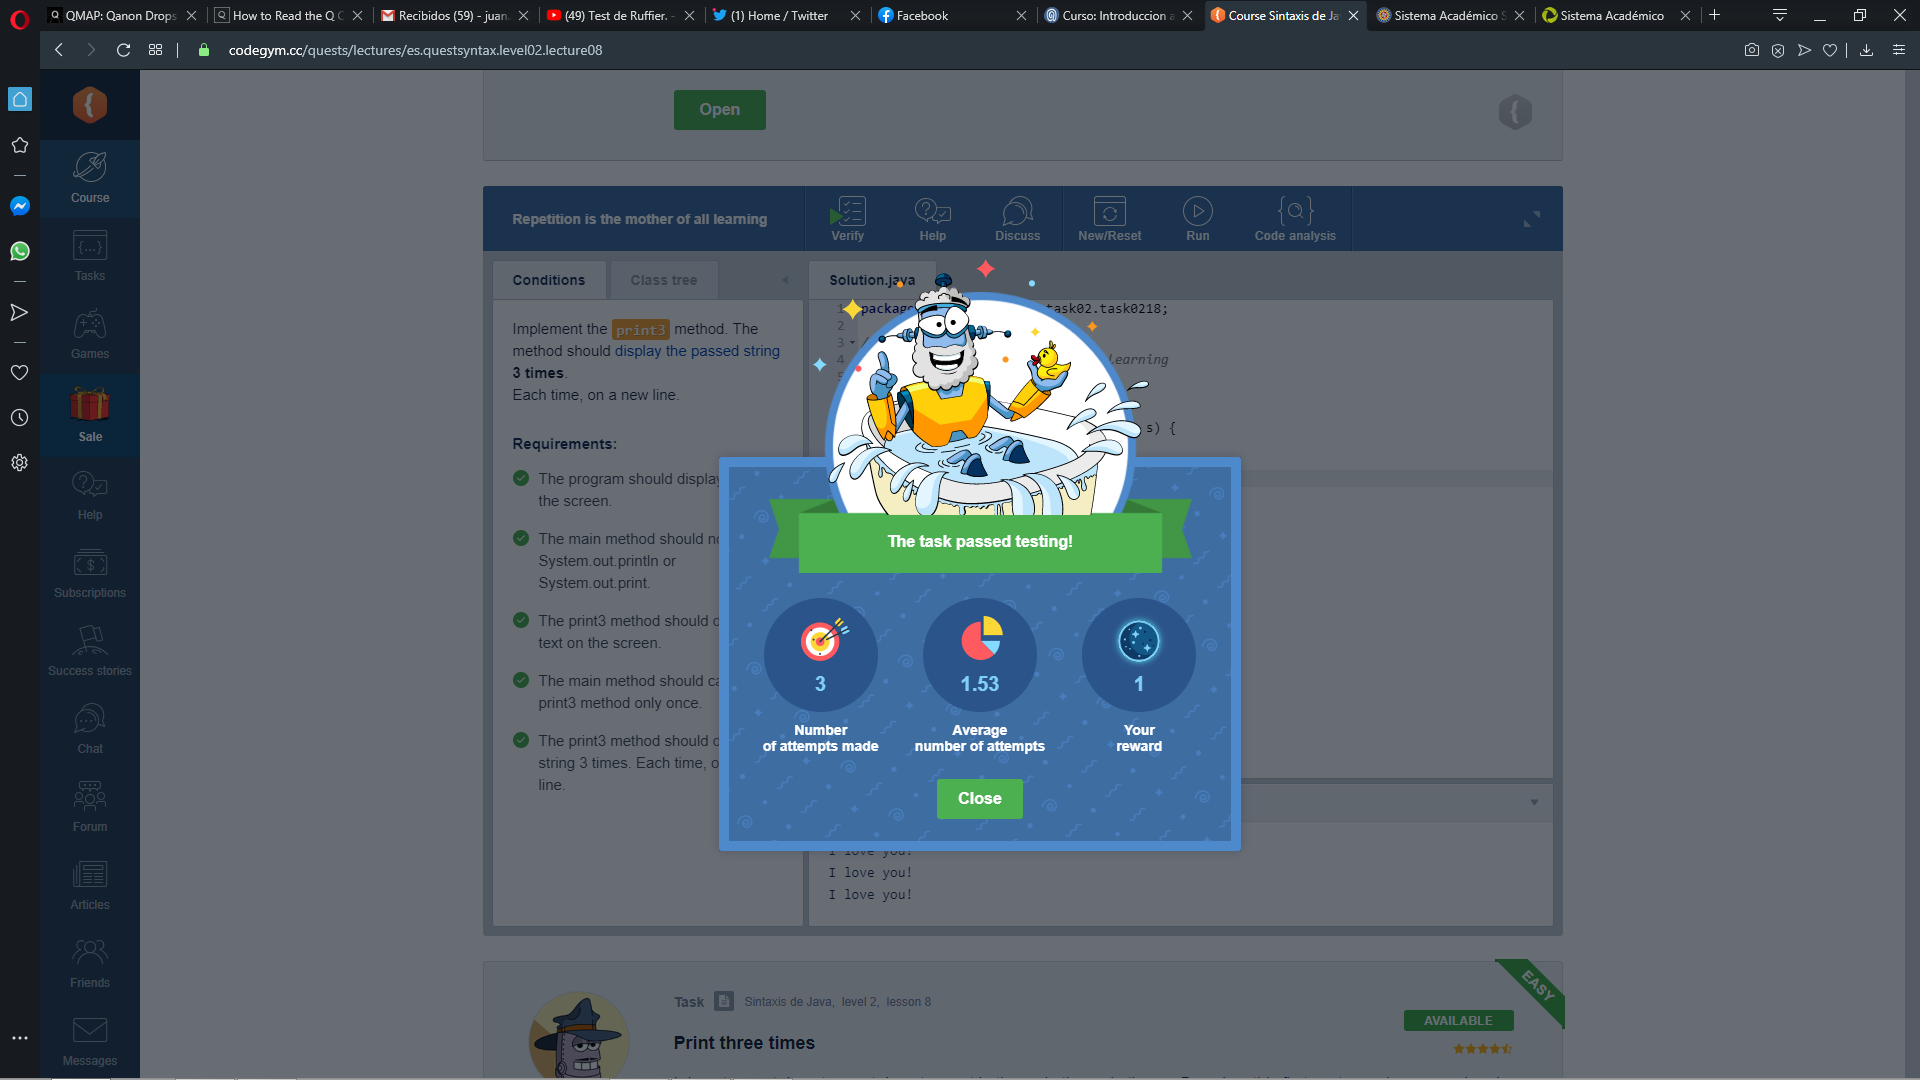 QMAP: Qanon Drops
How to Read the Q C
Recibidos (59) - juan.
(49) Test de Ruffier. -
(1) Home / Twitter
Facebook
Curso: Introduccion a
Course Sintaxis de Ja
Sistema Académico S
Sistema Académico
codegym.cc/quests/lectures/es.questsyntax.level02.lecture08
Course
Tasks
Games
Sale
Help
Subscriptions
Success stories
Chat
Forum
Articles
Friends
Messages
Open
Repetition is the mother of all learning
Verify
Help
Discuss
New/Reset
Run
Code analysis
Conditions
Class tree
Solution.java
Implement the print3 method. The
method should display the passed string
3 times.
Each time, on a new line.
Requirements:
The program should display
the screen.
The main method should no
System.out.println or
System.out.print.
The print3 method should d
text on the screen.
The main method should ca
print3 method only once.
The print3 method should d
string 3 times. Each time, o
line.
1 package task02.task0218;
2
3
4 learning
s) {
The task passed testing!
3
Number
of attempts made
1.53
Average
number of attempts
1
Your
reward
Close
I love you!
I love you!
I love you!
Task Sintaxis de Java, level 2, lesson 8
Print three times
EASY
AVAILABLE